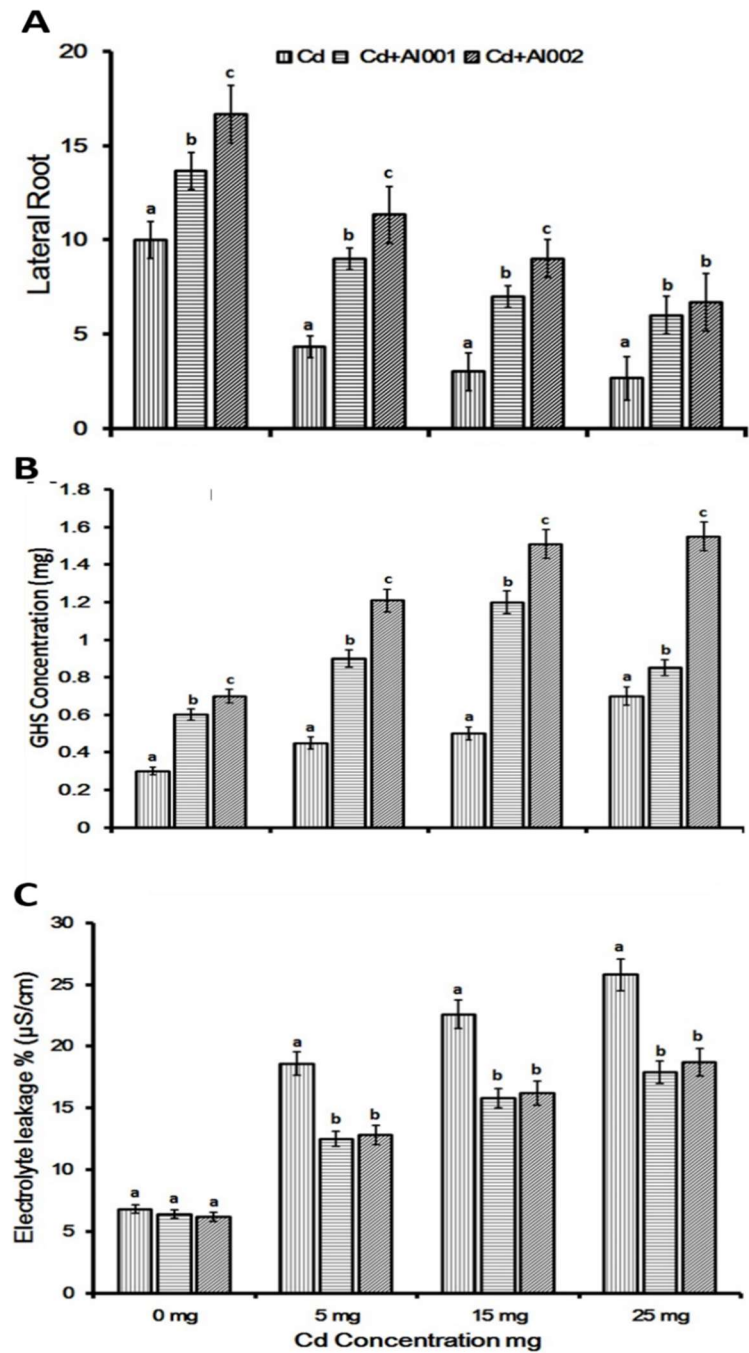 A
Cd Cd+AI001 Cd+AI002
20
15
10
5
0
Lateral Root
a b c
a b c
a b c
a b b
B
1.8
1.6
1.4
1.2
1
0.8
0.6
0.4
0.2
0
GHS Concentration (mg)
a b c
a b c
a b c
a b c
C
30
25
20
15
10
5
0
Electrolyte leakage % (µS/cm)
a a a
a b b
a b b
a b b
0 mg 5 mg 15 mg 25 mg
Cd Concentration mg